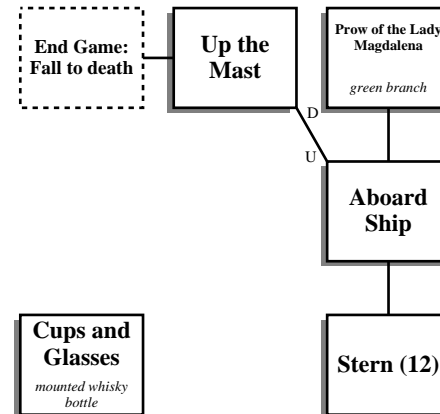 End Game:
Fall to death
Up the
Mast
Prow of the Lady
Magdalena
green branch
D
U
Aboard
Ship
Cups and
Glasses
mounted whisky
bottle
Stern (12)